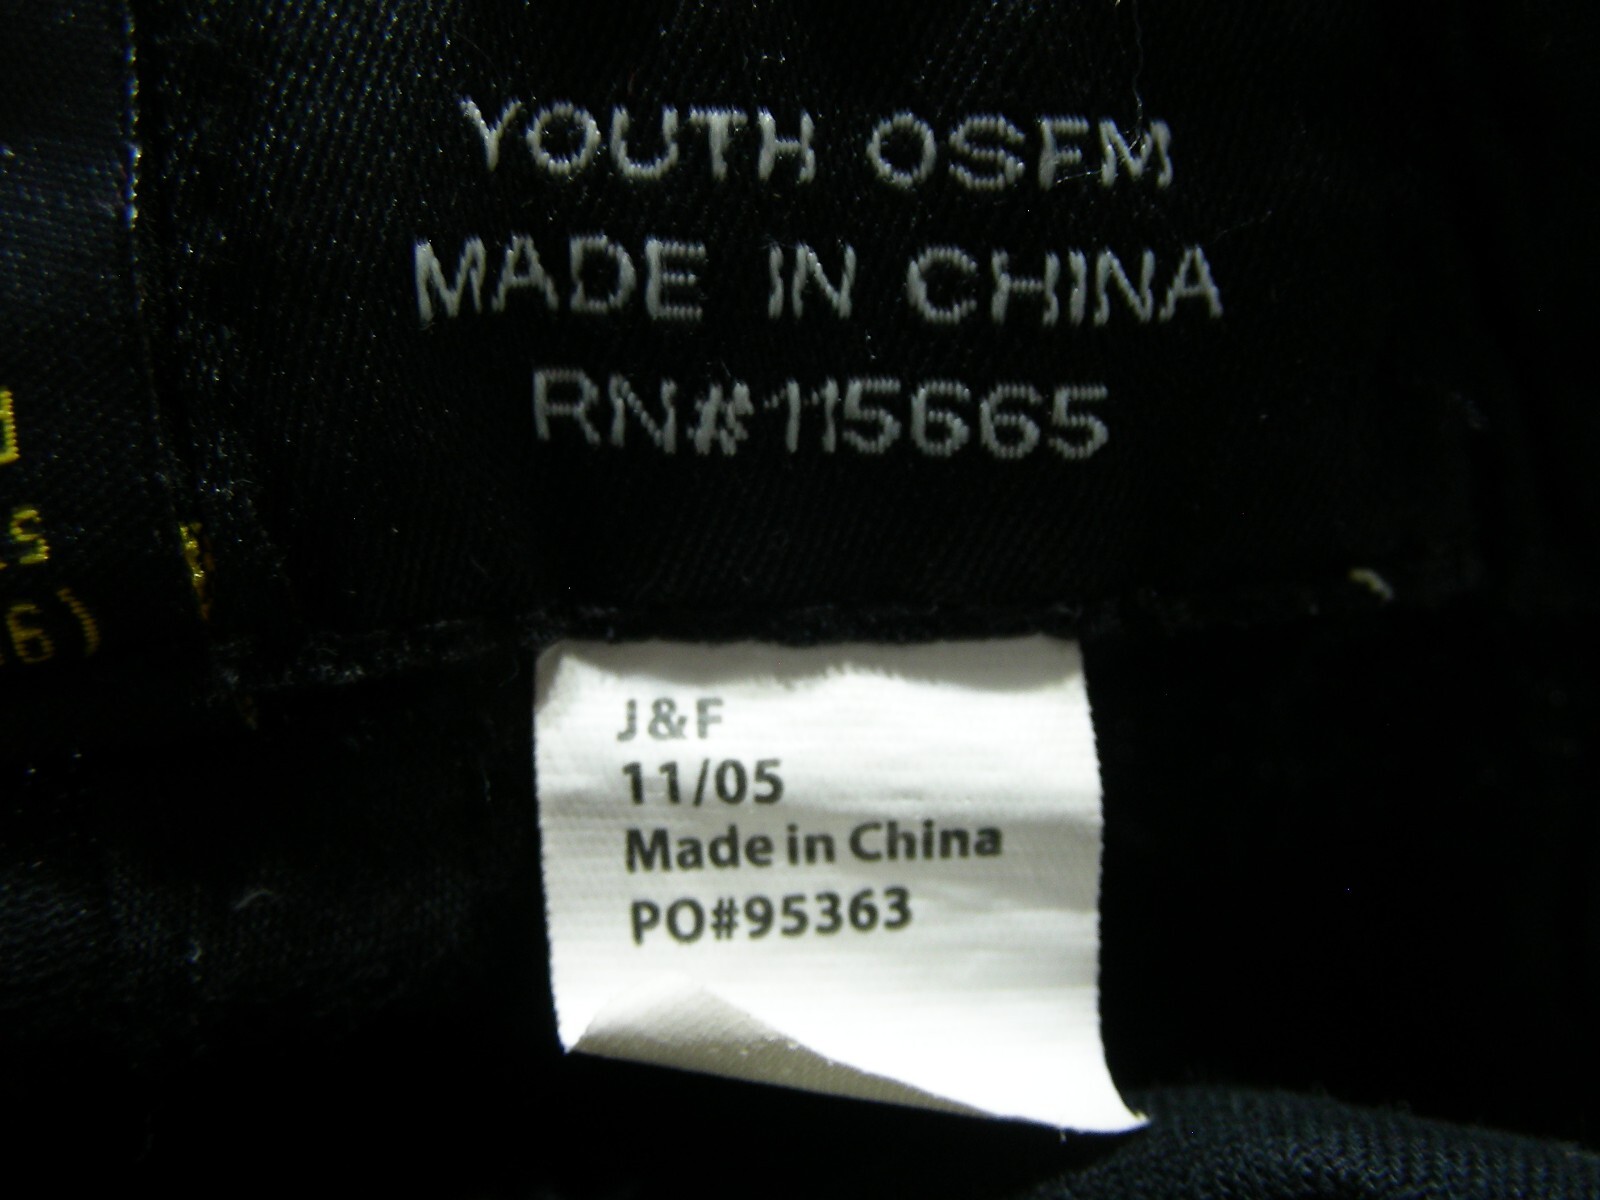 YOUTH OSFM
MADE IN CHINA
RN#115665
J&F
11/05
Made in China
PO#95363